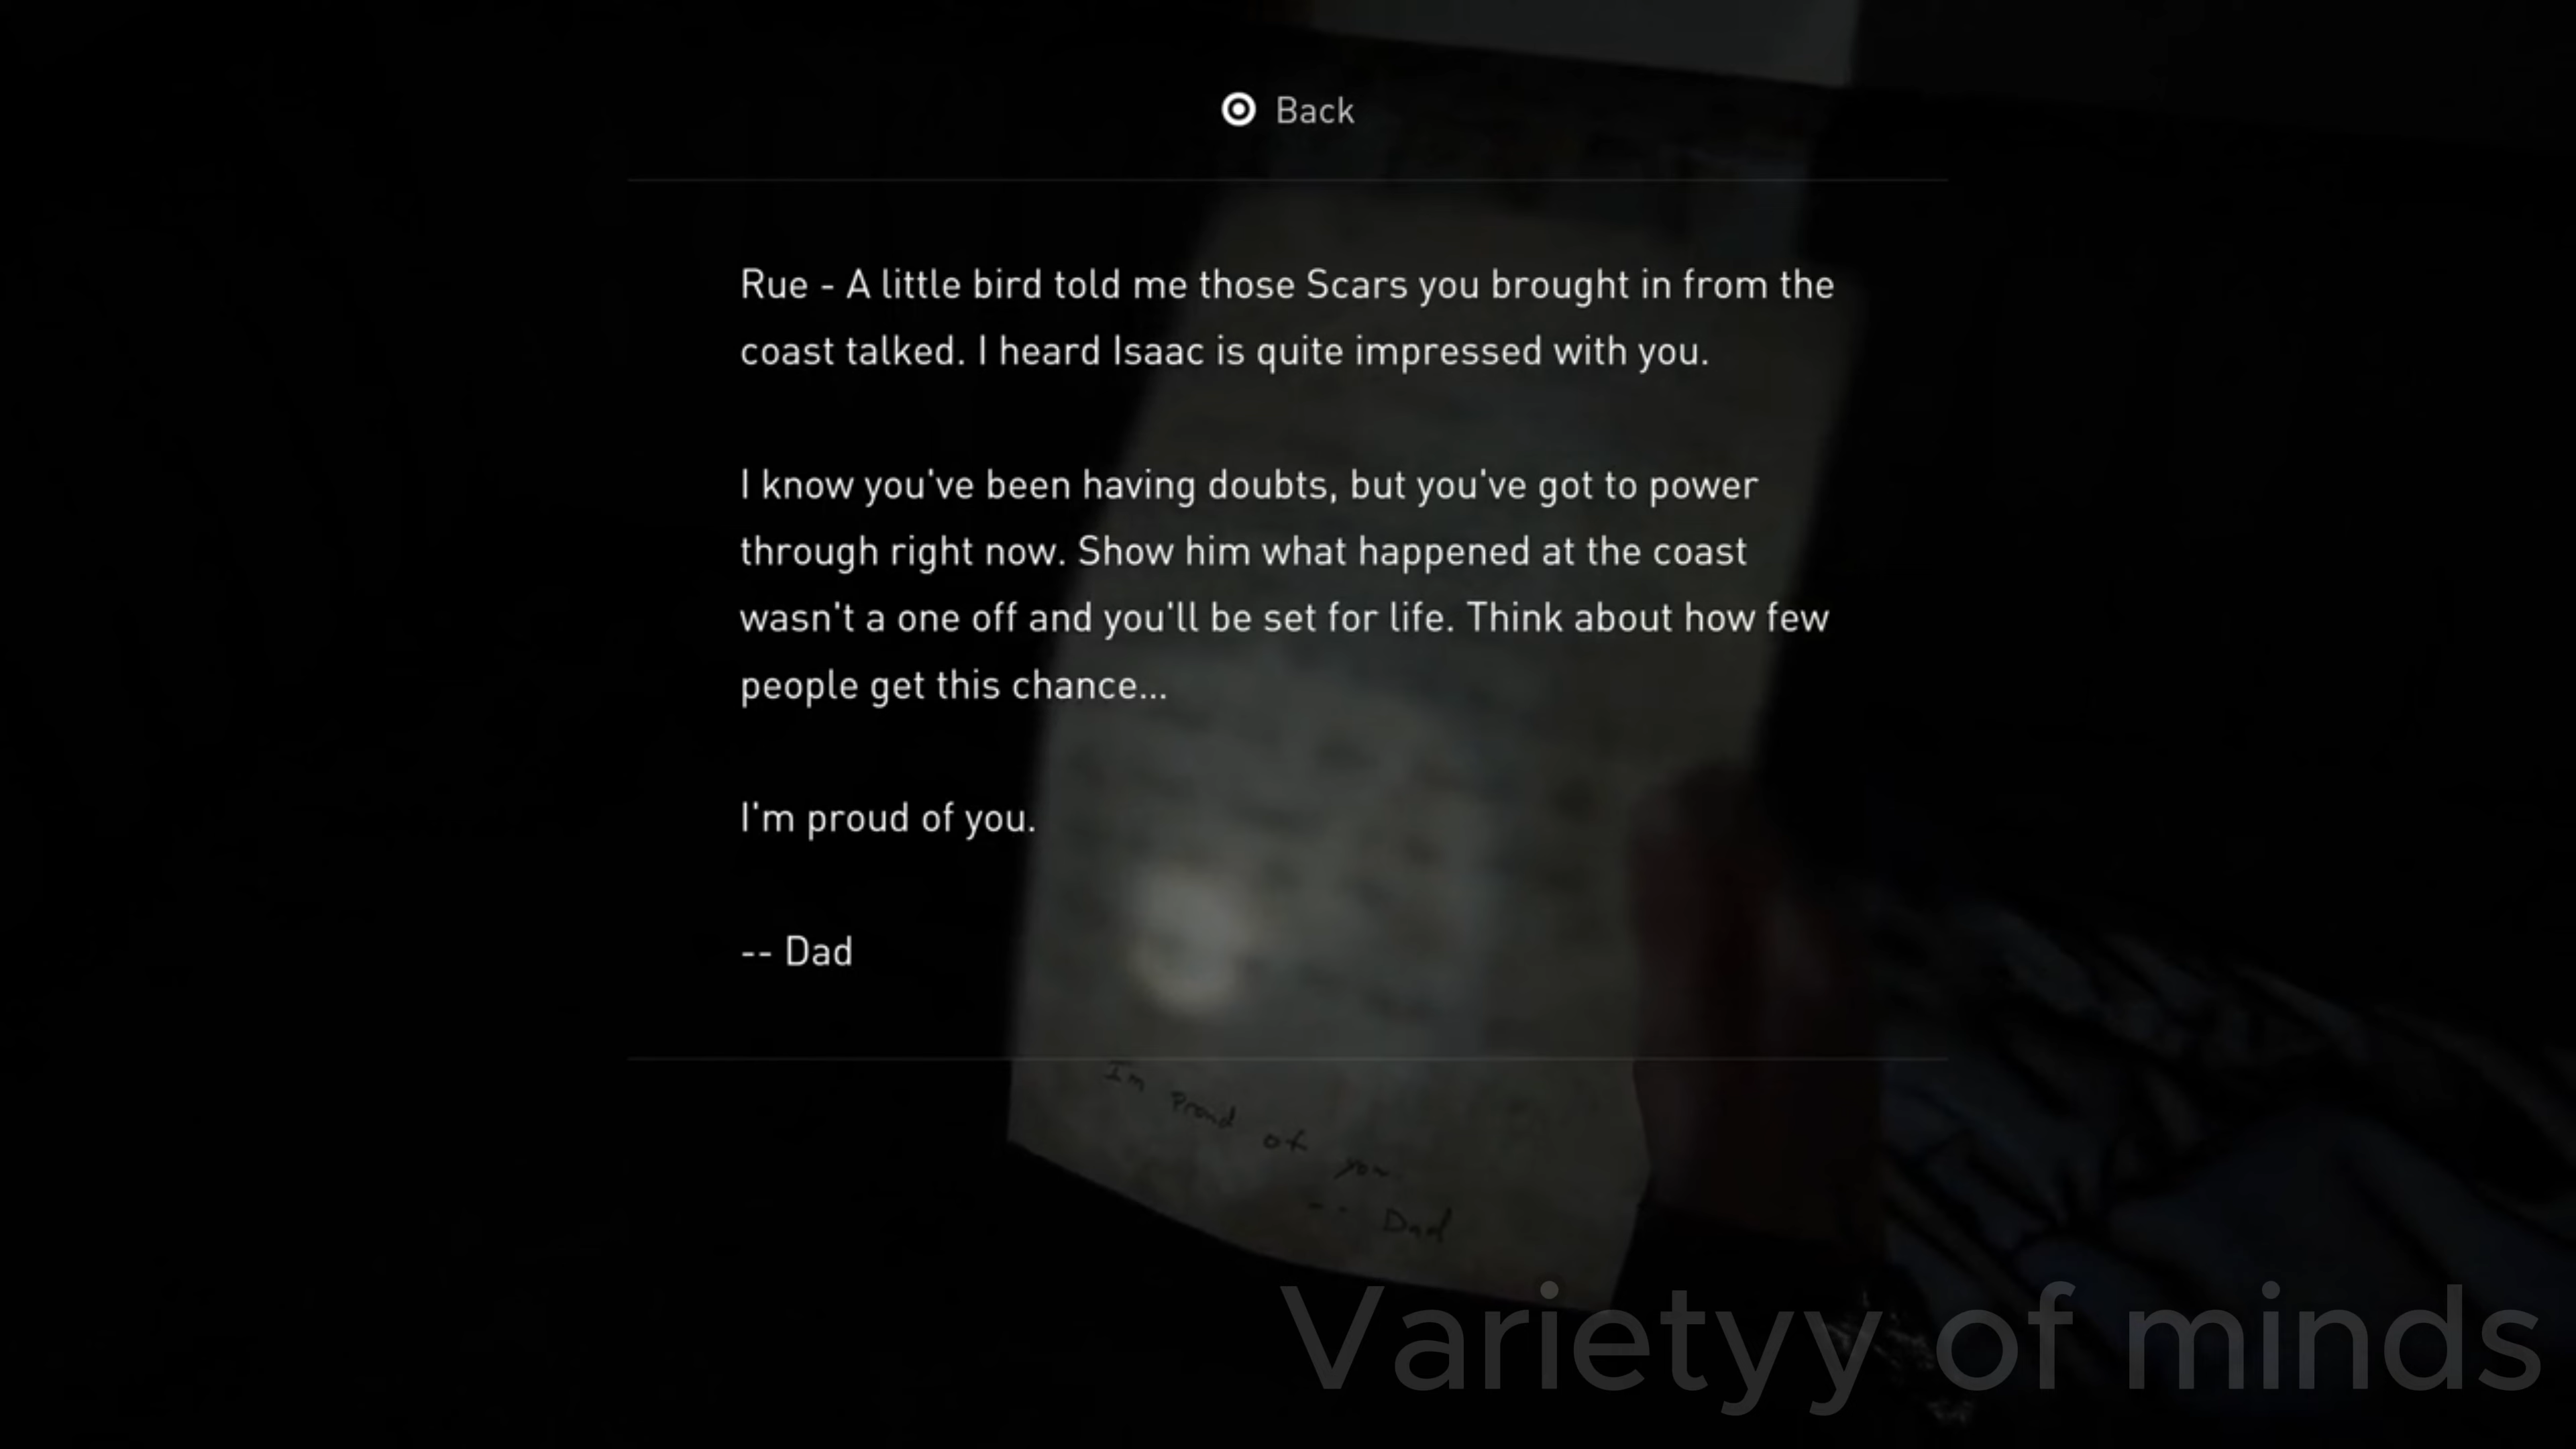 Back
Rue - A little bird told me those Scars you brought in from the
coast talked. I heard Isaac is quite impressed with you.
I know you've been having doubts, but you've got to power
through right now. Show him what happened at the coast
wasn't a one off and you'll be set for life. Think about how few
people get this chance...
I'm proud of you.
-- Dad
I'm Proud of you
-- Dad
Varietyy of minds